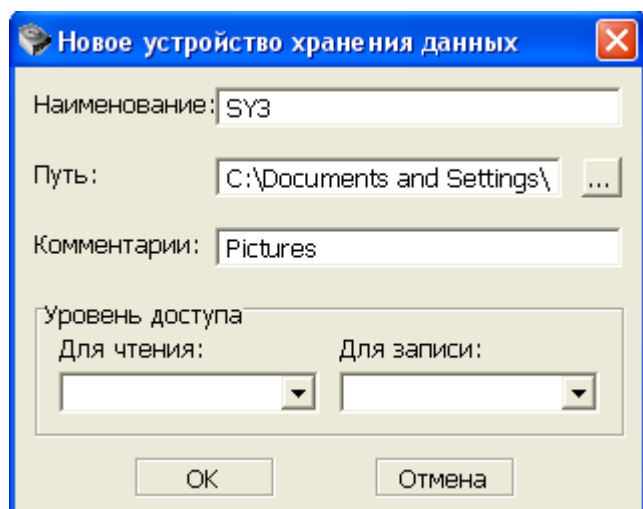 Новое устройство хранения данных
Наименование: SY3
Путь: C:\Documents and Settings\ ...
Комментарии: Pictures
Уровень доступа
Для чтения: Для записи:
OK Отмена